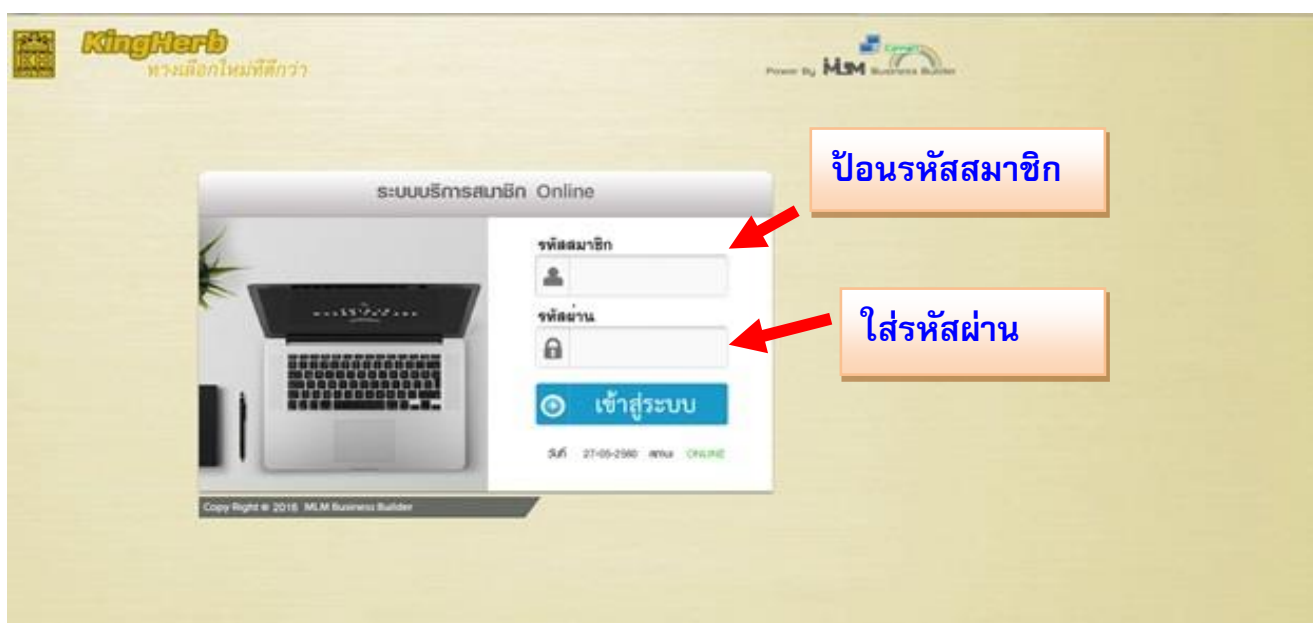 KingHerb
ทางเลือกใหม่ที่ดีกว่า
KH
Power By MLM Business Builder
ป้อนรหัสสมาชิก
ระบบบริการสมาชิก Online
รหัสสมาชิก
รหัสผ่าน
ใส่รหัสผ่าน
เข้าสู่ระบบ
วันที่ 27-05-2560 สถานะ ONLINE
Copy Right © 2016 MLM Business Builder